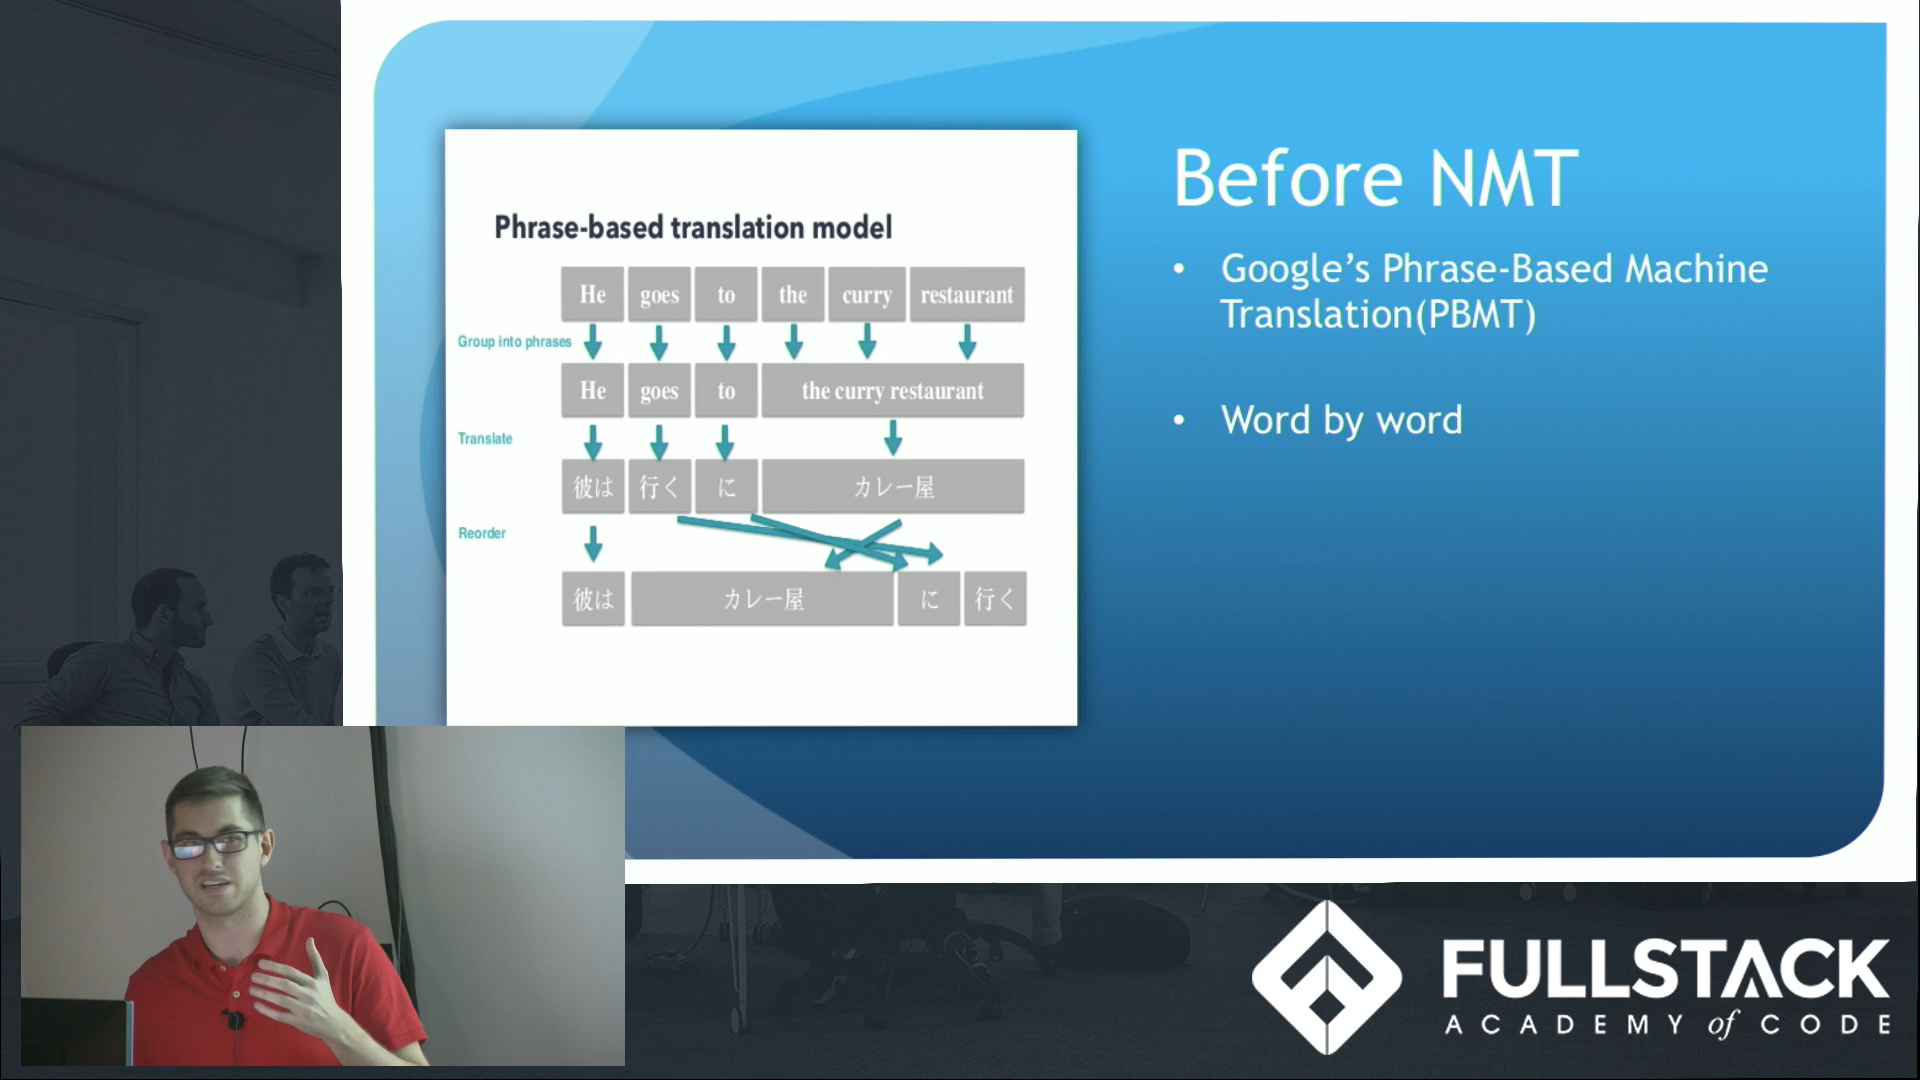 Before NMT
• Google's Phrase-Based Machine
Translation(PBMT)
• Word by word
Phrase-based translation model
He goes to the curry restaurant
Group into phrases
He goes to the curry restaurant
Translate
彼は 行く に カレー屋
Reorder
彼は カレー屋 に 行く
FULLSTACK
ACADEMY of CODE